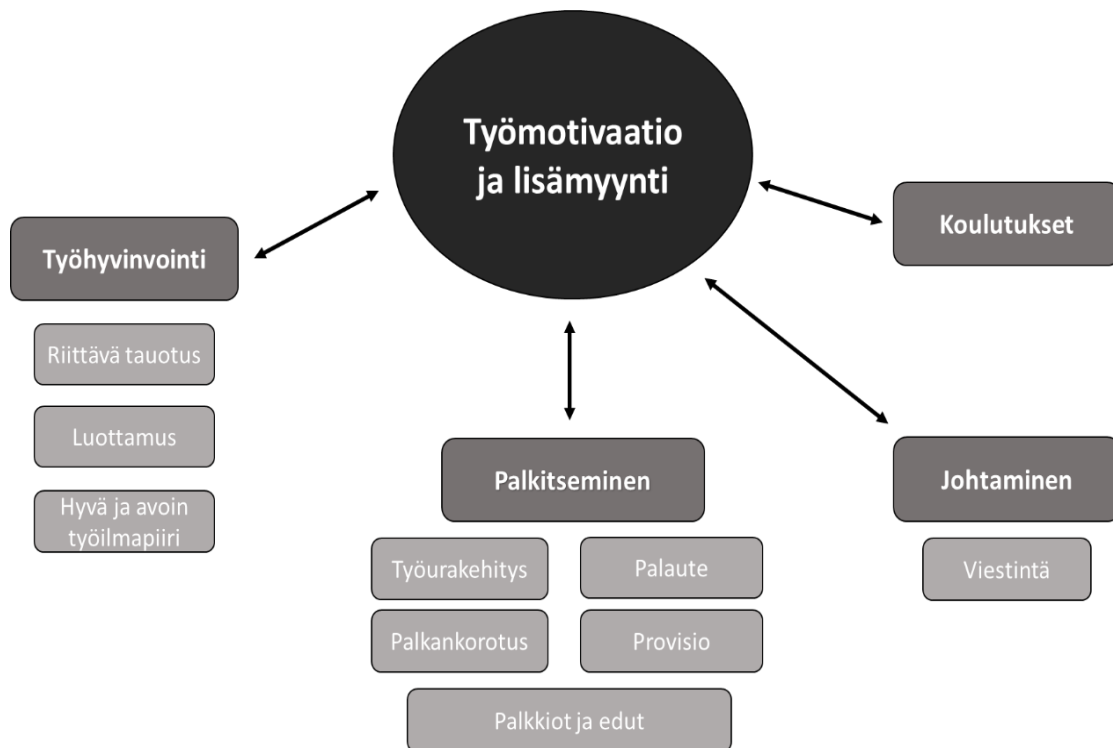 Työmotivaatio
ja lisämyynti
Koulutukset
Työhyvinvointi
Riittävä tauotus
Luottamus
Hyvä ja avoin
työilmapiiri
Palkitseminen
Työurakehitys
Palaute
Palkankorotus
Provisio
Palkkiot ja edut
Johtaminen
Viestintä